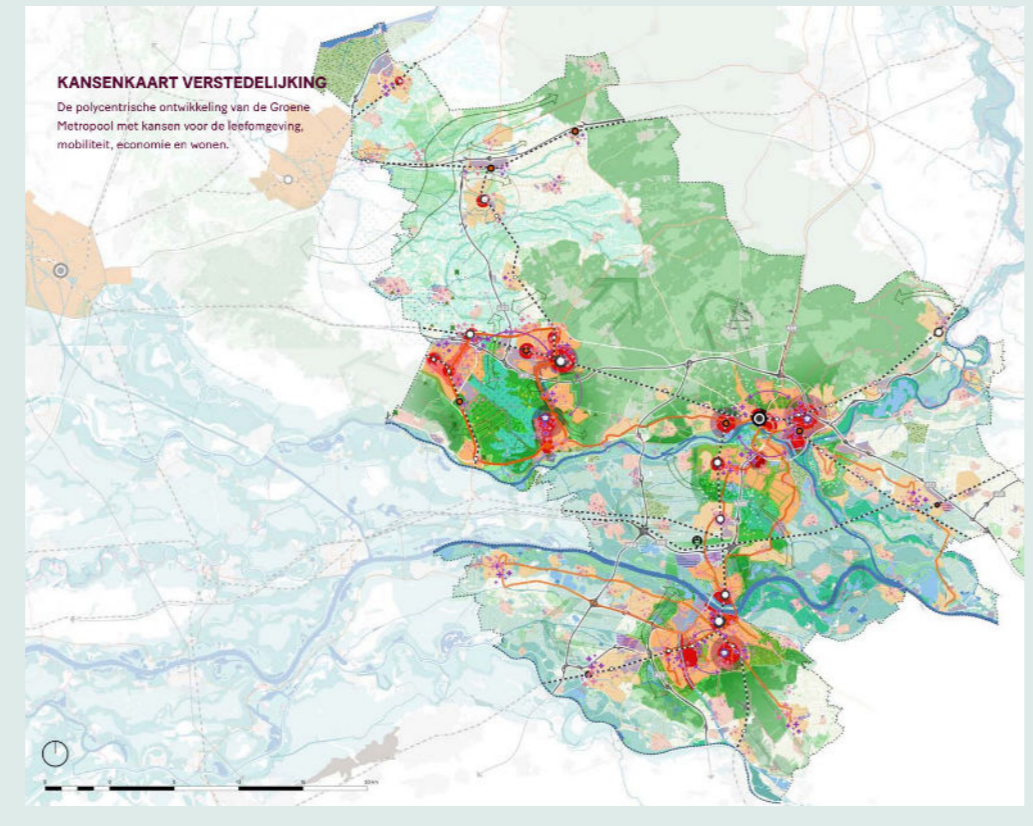 KANSENKAART VERSTEDELIJKING
De polycentrische ontwikkeling van de Groene
Metropool met kansen voor de leefomgeving,
mobiliteit, economie en wonen.